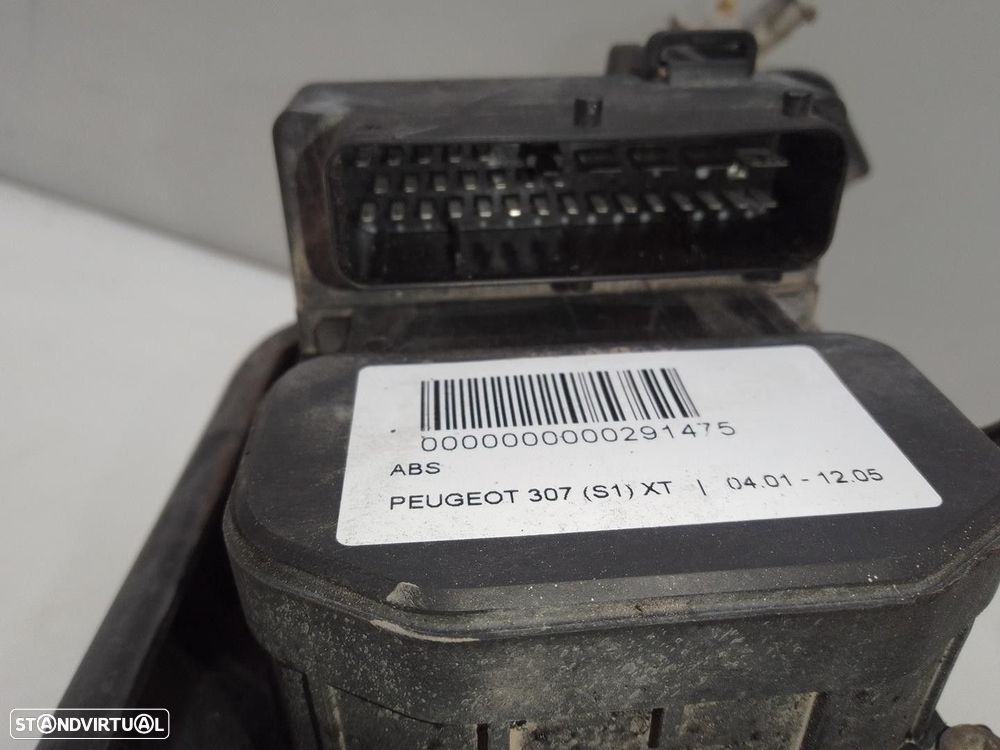 0000000000291475
ABS
PEUGEOT 307 (S1) XT | 04.01 - 12.05
STANDVIRTUAL